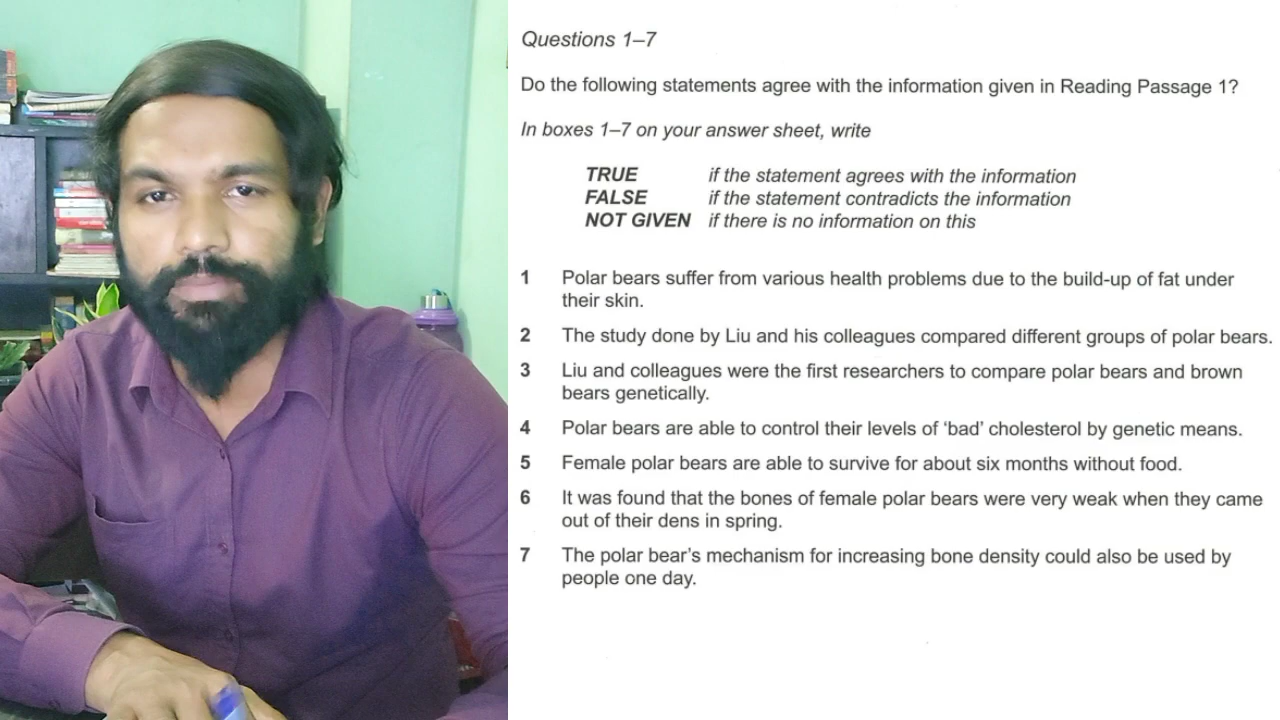 Questions 1–7
Do the following statements agree with the information given in Reading Passage 1?
In boxes 1–7 on your answer sheet, write
TRUE if the statement agrees with the information
FALSE if the statement contradicts the information
NOT GIVEN if there is no information on this
1 Polar bears suffer from various health problems due to the build-up of fat under
their skin.
2 The study done by Liu and his colleagues compared different groups of polar bears.
3 Liu and colleagues were the first researchers to compare polar bears and brown
bears genetically.
4 Polar bears are able to control their levels of ‘bad’ cholesterol by genetic means.
5 Female polar bears are able to survive for about six months without food.
6 It was found that the bones of female polar bears were very weak when they came
out of their dens in spring.
7 The polar bear’s mechanism for increasing bone density could also be used by
people one day.